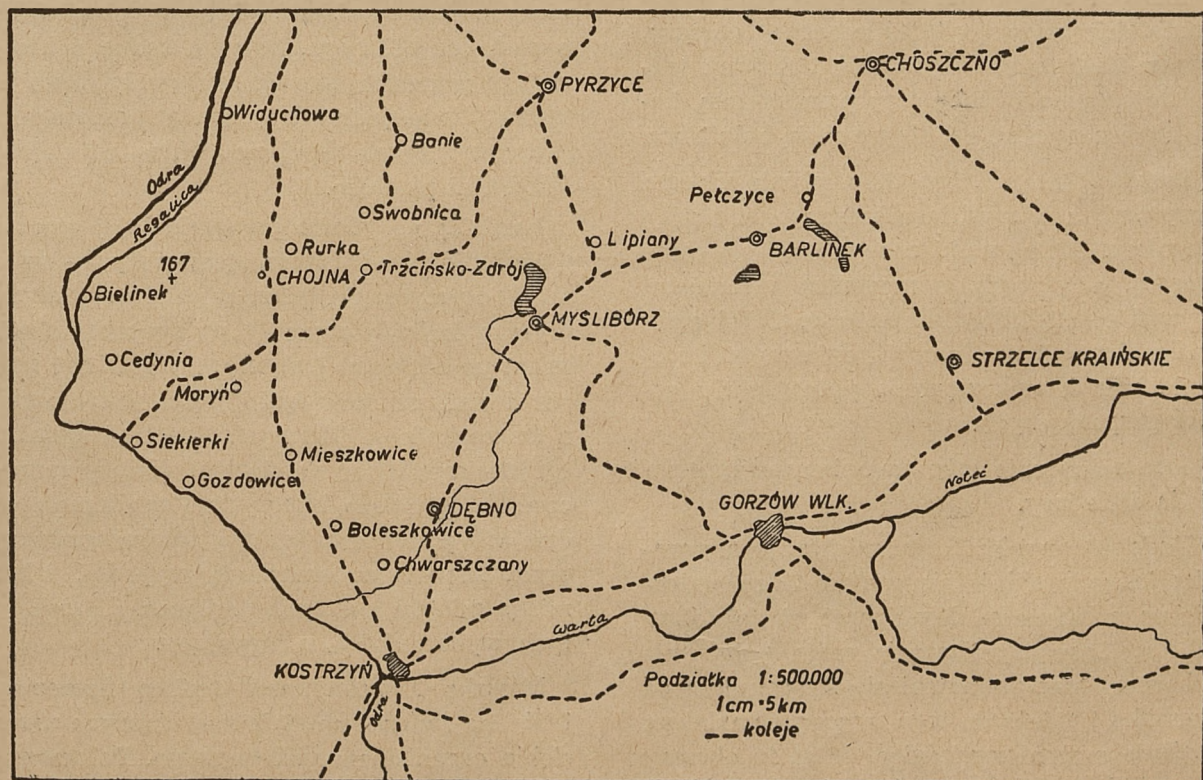 CHOSZCZNO
PYRZYCE
Widuchowa
Banie
Odra
Regalica
Pełczyce
Swobnica
Lipiany
Rurka
BARLINEK
167
CHOJNA
Trzcińsko-Zdrój
Bielinek
MYŚLIBÓRZ
Cedynia
STRZELCE KRAIŃSKIE
Moryń
Siekierki
Mieszkowice
Gozdowice
Noteć
GORZÓW WLK.
DĘBNO
Boleszkowice
Chwarszczany
Warta
KOSTRZYŃ
Odra
Podziałka 1:500.000
1cm=5km
koleje